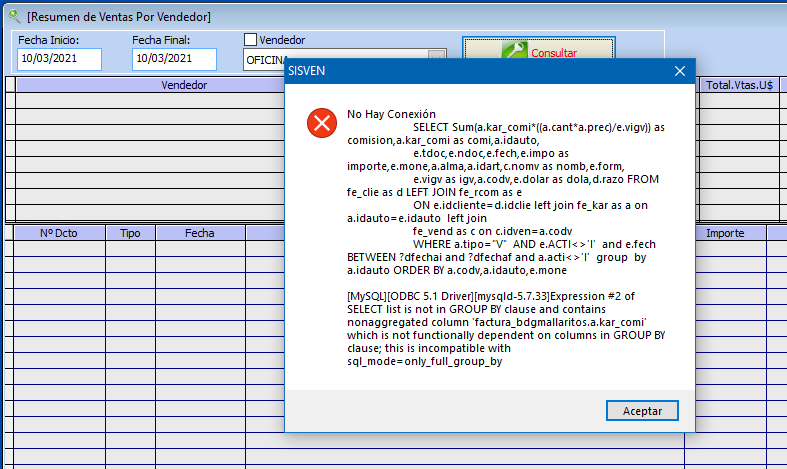 [Resumen de Ventas Por Vendedor]
Fecha Inicio:
Fecha Final:
Vendedor
10/03/2021
10/03/2021
OFICINA
Consultar
Vendedor
Total.Vtas.U$
Nº Dcto
Tipo
Fecha
Importe
SISVEN
No Hay Conexión
SELECT Sum(a.kar_comi*((a.cant*a.prec)/e.vigv)) as
comision,a.kar_comi as comi,a.idauto,
e.tdoc,e.ndoc,e.fech,e.impo as
importe,e.mone,a.alma,a.idart,c.nomv as nomb,e.form,
e.vigv as igv,a.codv,e.dolar as dola,d.razo FROM
fe_clie as d LEFT JOIN fe_rcom as e
ON e.idcliente=d.idclie left join fe_kar as a on
a.idauto=e.idauto left join
fe_vend as c on c.idven=a.codv
WHERE a.tipo="V" AND e.ACTI<>'I' and e.fech
BETWEEN ?dfechai and ?dfechaf and a.acti<>'I' group by
a.idauto ORDER BY a.codv,a.idauto,e.mone
[MySQL][ODBC 5.1 Driver][mysqld-5.7.33]Expression #2 of
SELECT list is not in GROUP BY clause and contains
nonaggregated column 'factura_bdgmallaritos.a.kar_comi'
which is not functionally dependent on columns in GROUP BY
clause; this is incompatible with
sql_mode=only_full_group_by
Aceptar